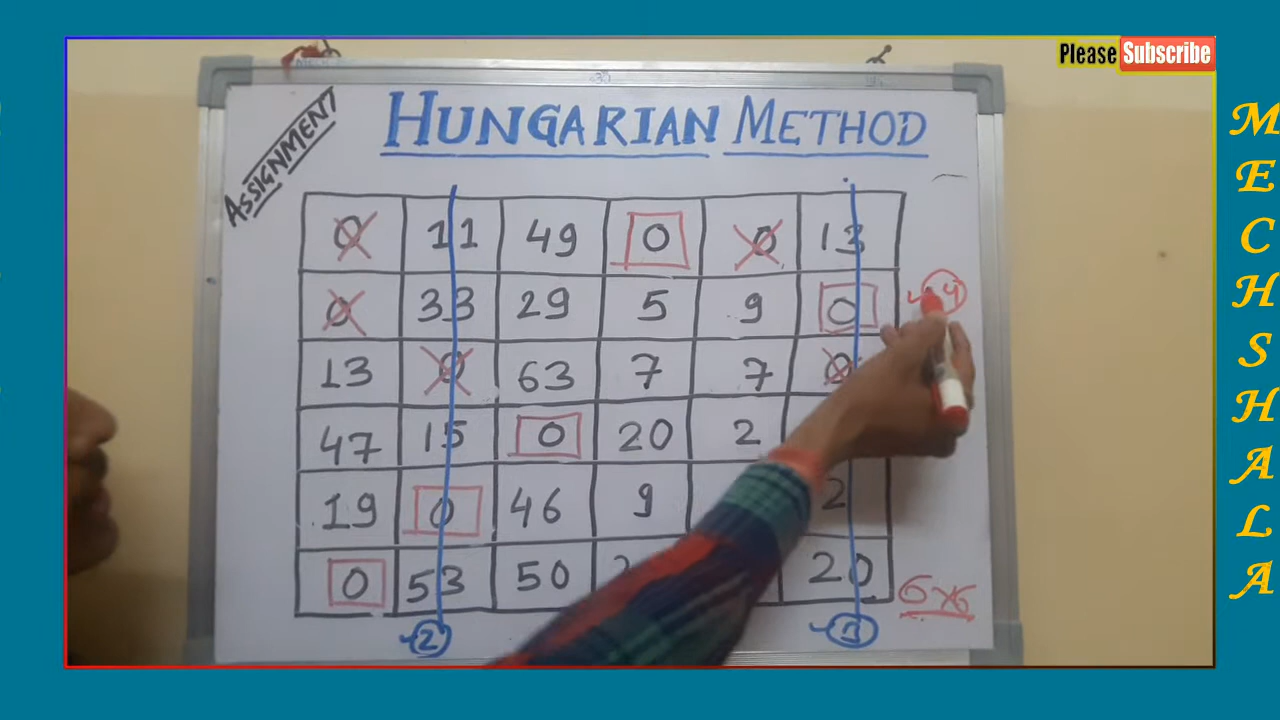 Please Subscribe
ASSIGNMENT
HUNGARIAN METHOD
0 11 49 0 0 13
0 33 29 5 9 0
13 0 63 7 7 0
47 15 0 20 2
19 0 46 9 2
0 53 50 20
6x6
2
MECHSHALA